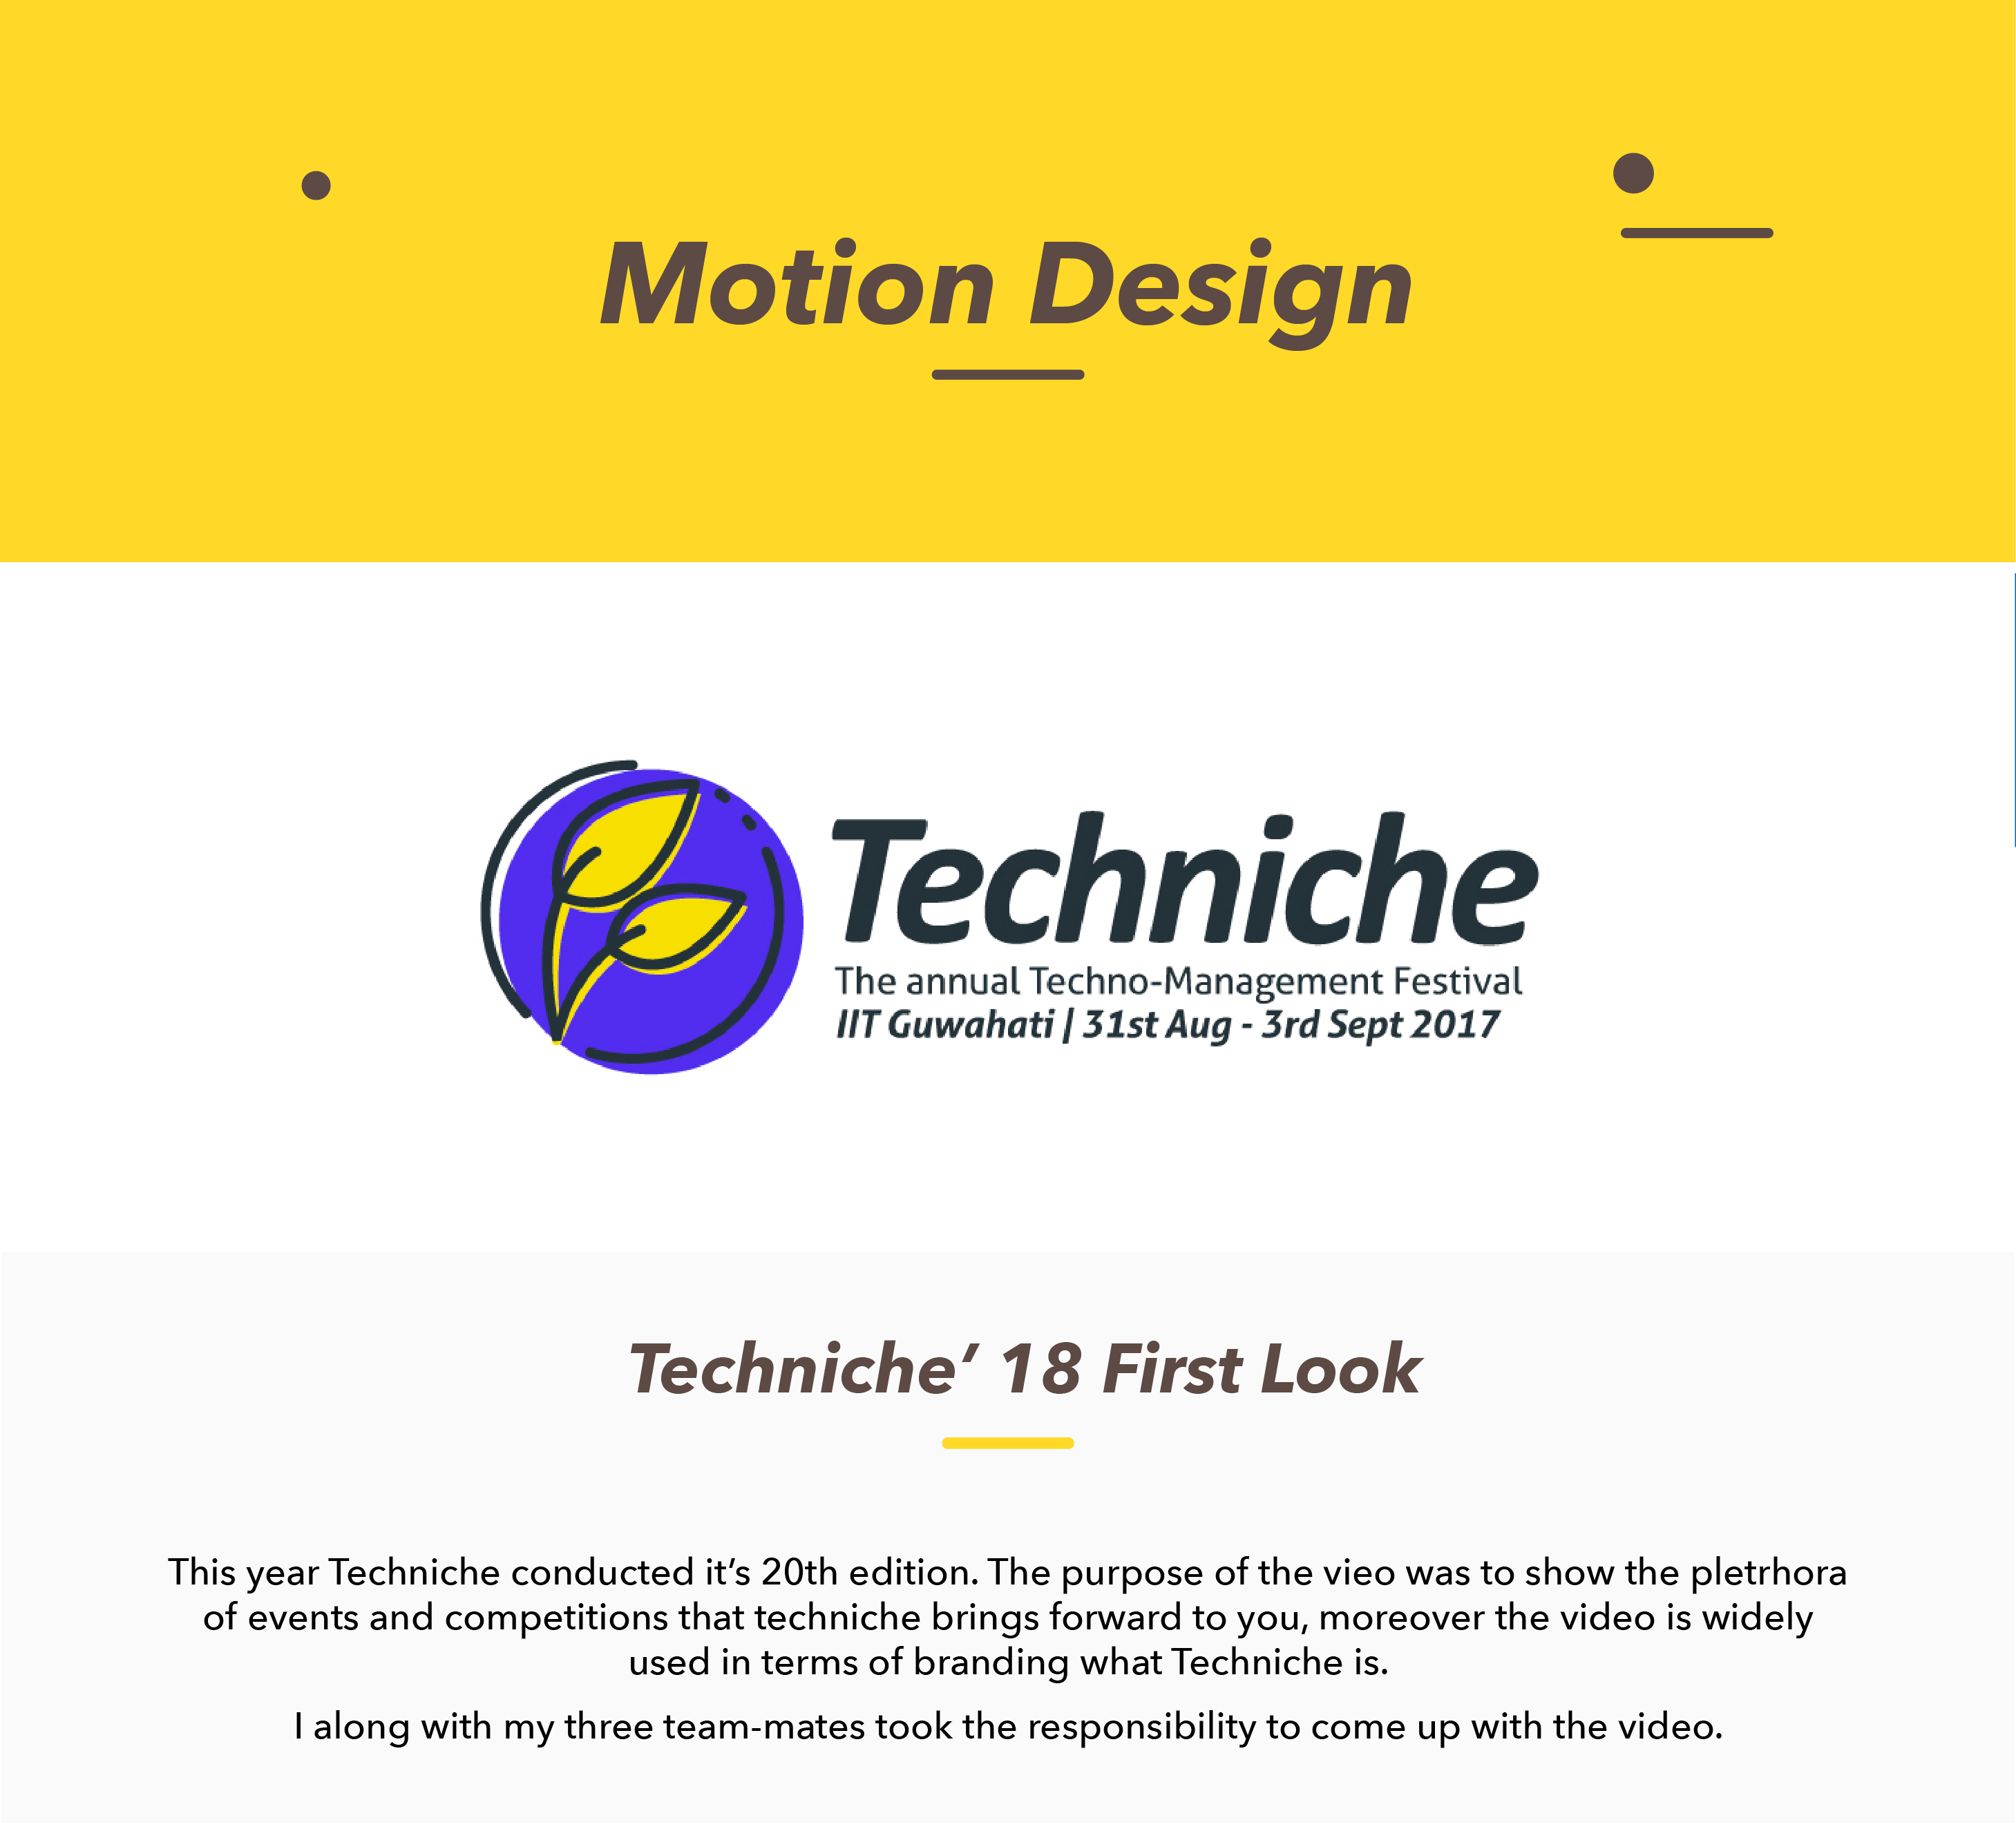 Motion Design
Techniche
The annual Techno-Management Festival
IIT Guwahati | 31st Aug - 3rd Sept 2017
Techniche’ 18 First Look
This year Techniche conducted it’s 20th edition. The purpose of the vieo was to show the pletrhora
of events and competitions that techniche brings forward to you, moreover the video is widely
used in terms of branding what Techniche is.
I along with my three team-mates took the responsibility to come up with the video.